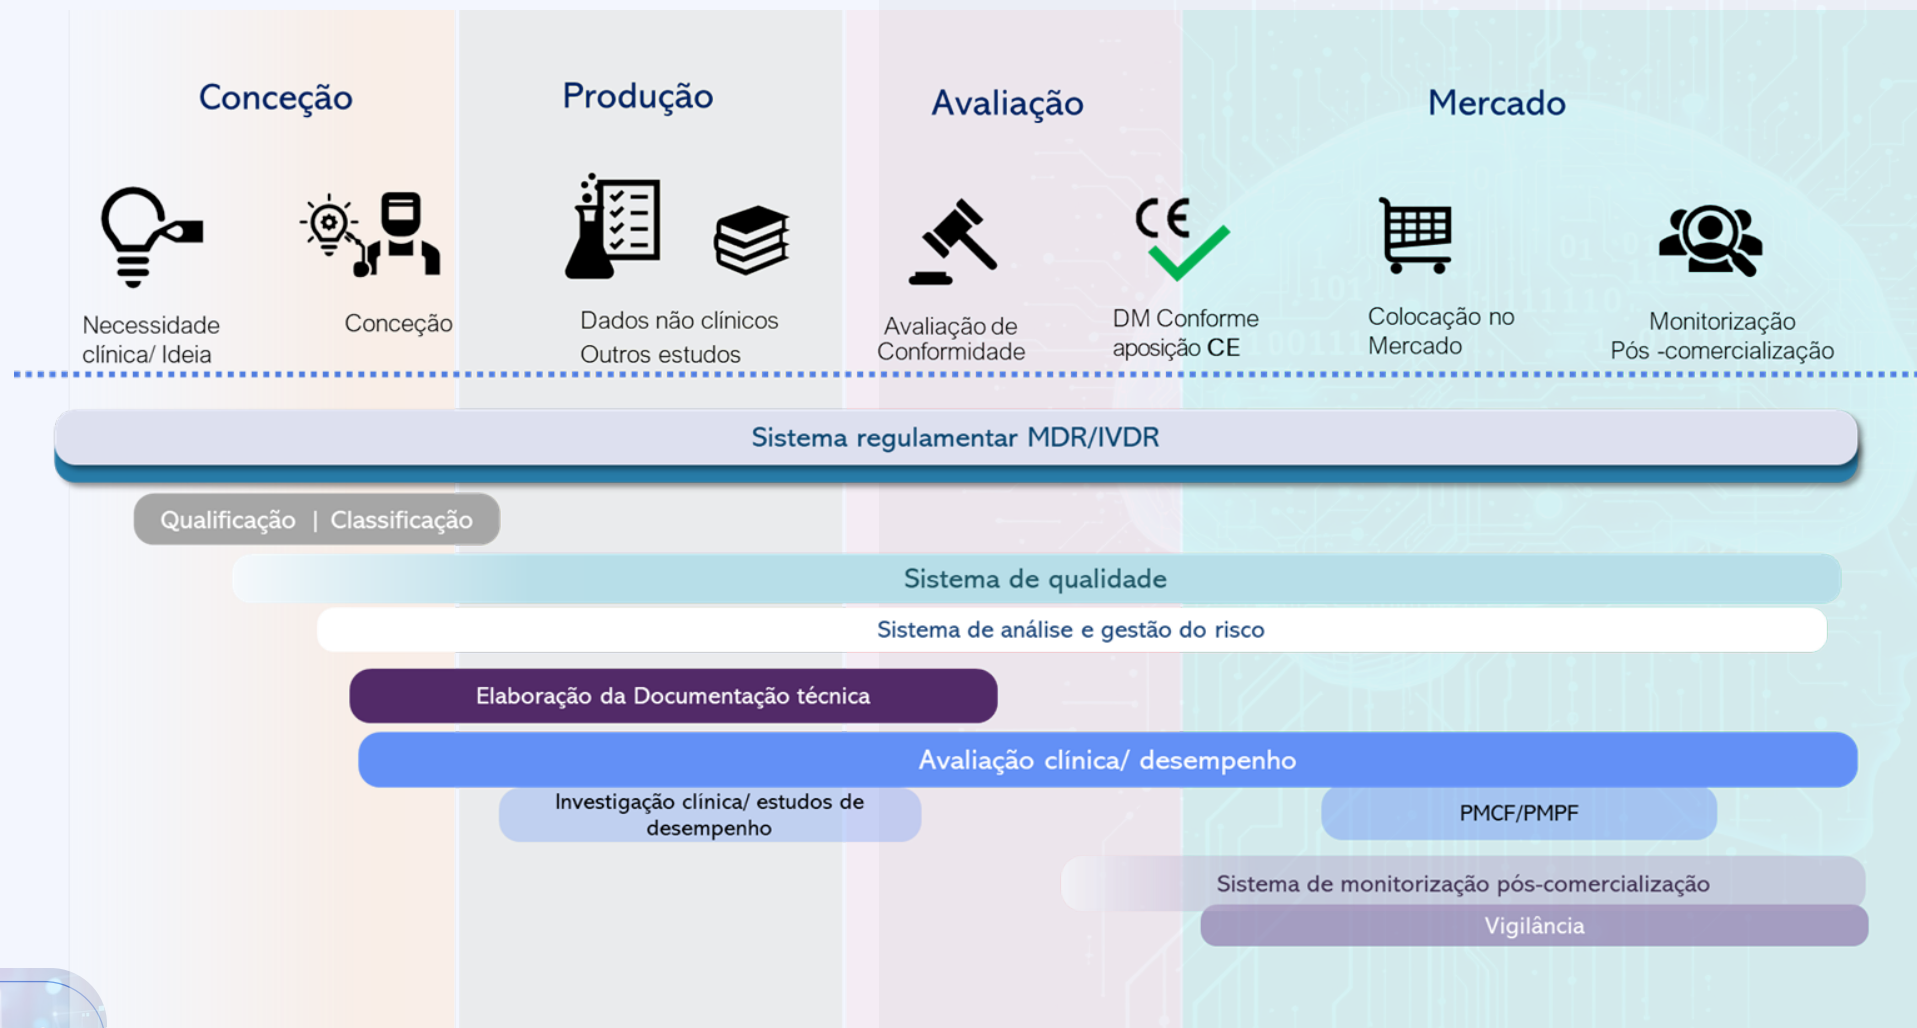 Conceção
Produção
Avaliação
Mercado
CE
Necessidade
clínica/ Ideia
Conceção
Dados não clínicos
Outros estudos
Avaliação de
Conformidade
DM Conforme
aposição CE
Colocação no
Mercado
Monitorização
Pós -comercialização
Sistema regulamentar MDR/IVDR
Qualificação | Classificação
Sistema de qualidade
Sistema de análise e gestão do risco
Elaboração da Documentação técnica
Avaliação clínica/ desempenho
Investigação clínica/ estudos de
desempenho
PMCF/PMPF
Sistema de monitorização pós-comercialização
Vigilância